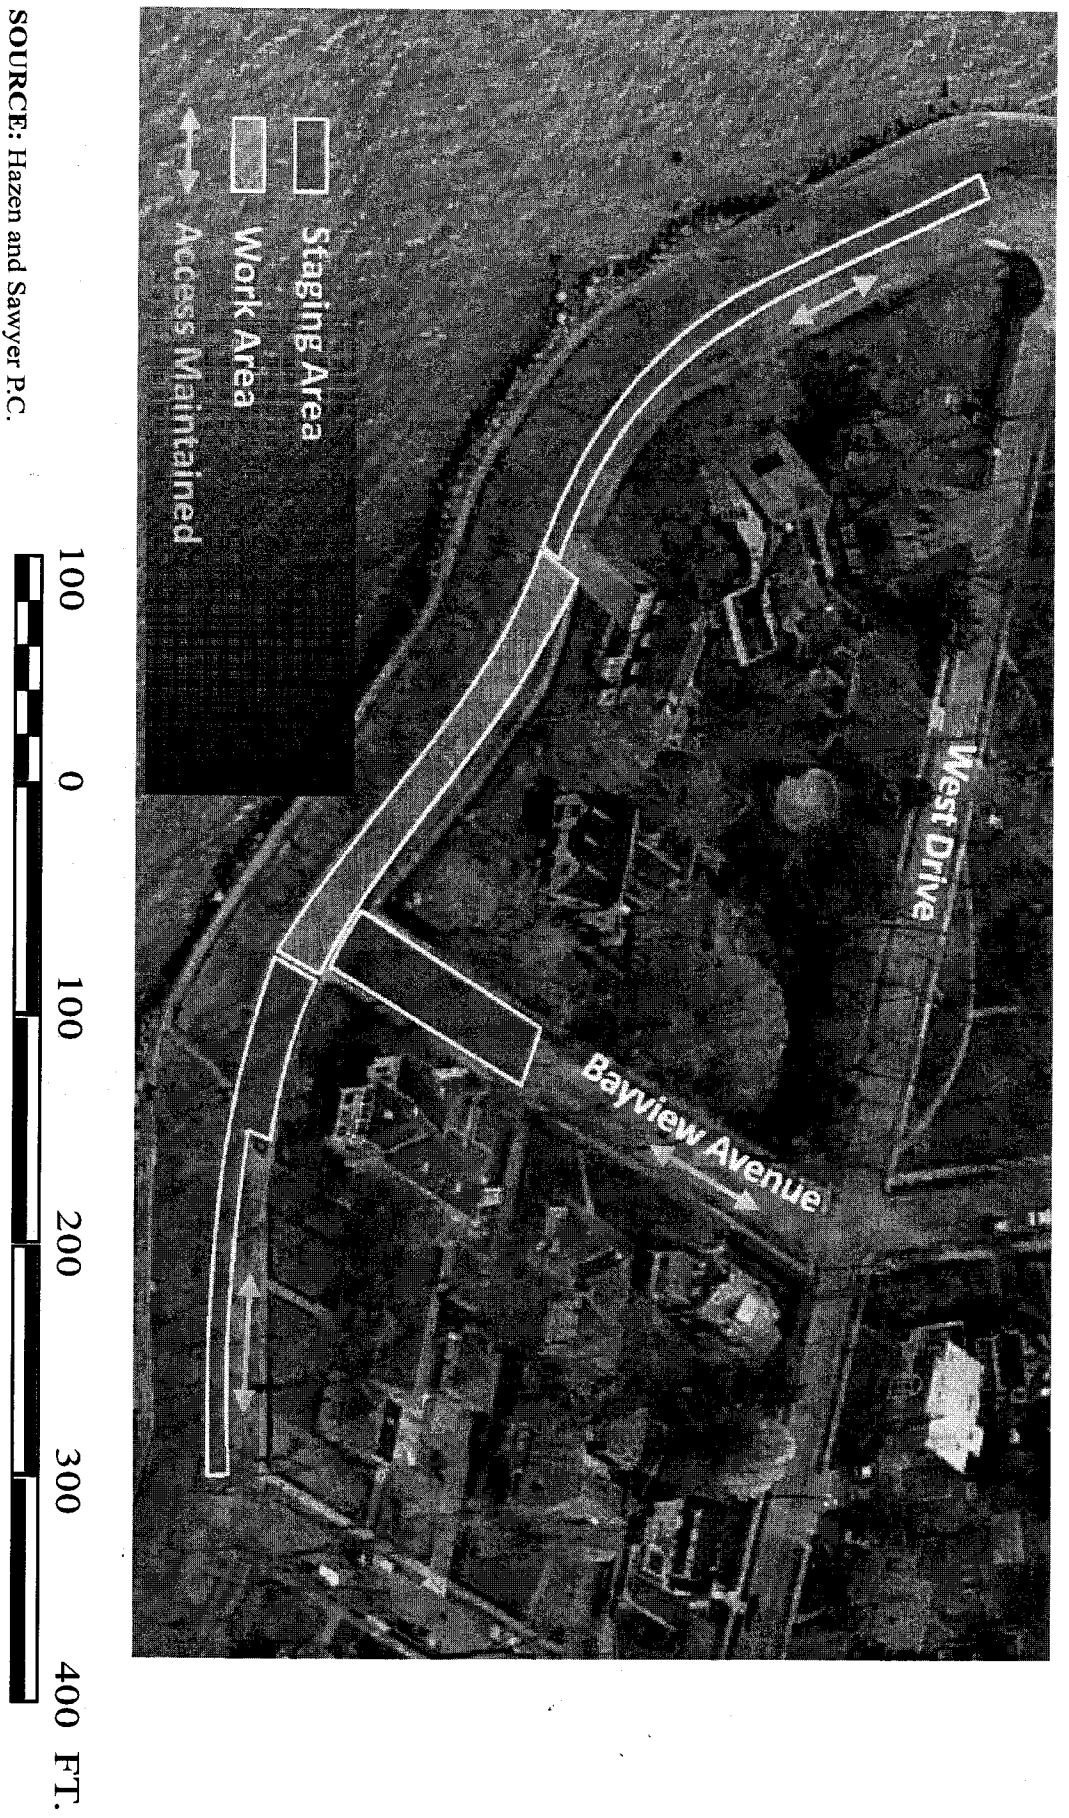 West Drive
Bayview Avenue
Staging Area
Work Area
Access Maintained
100 0 100 200 300 400 FT.
SOURCE: Hazen and Sawyer P.C.